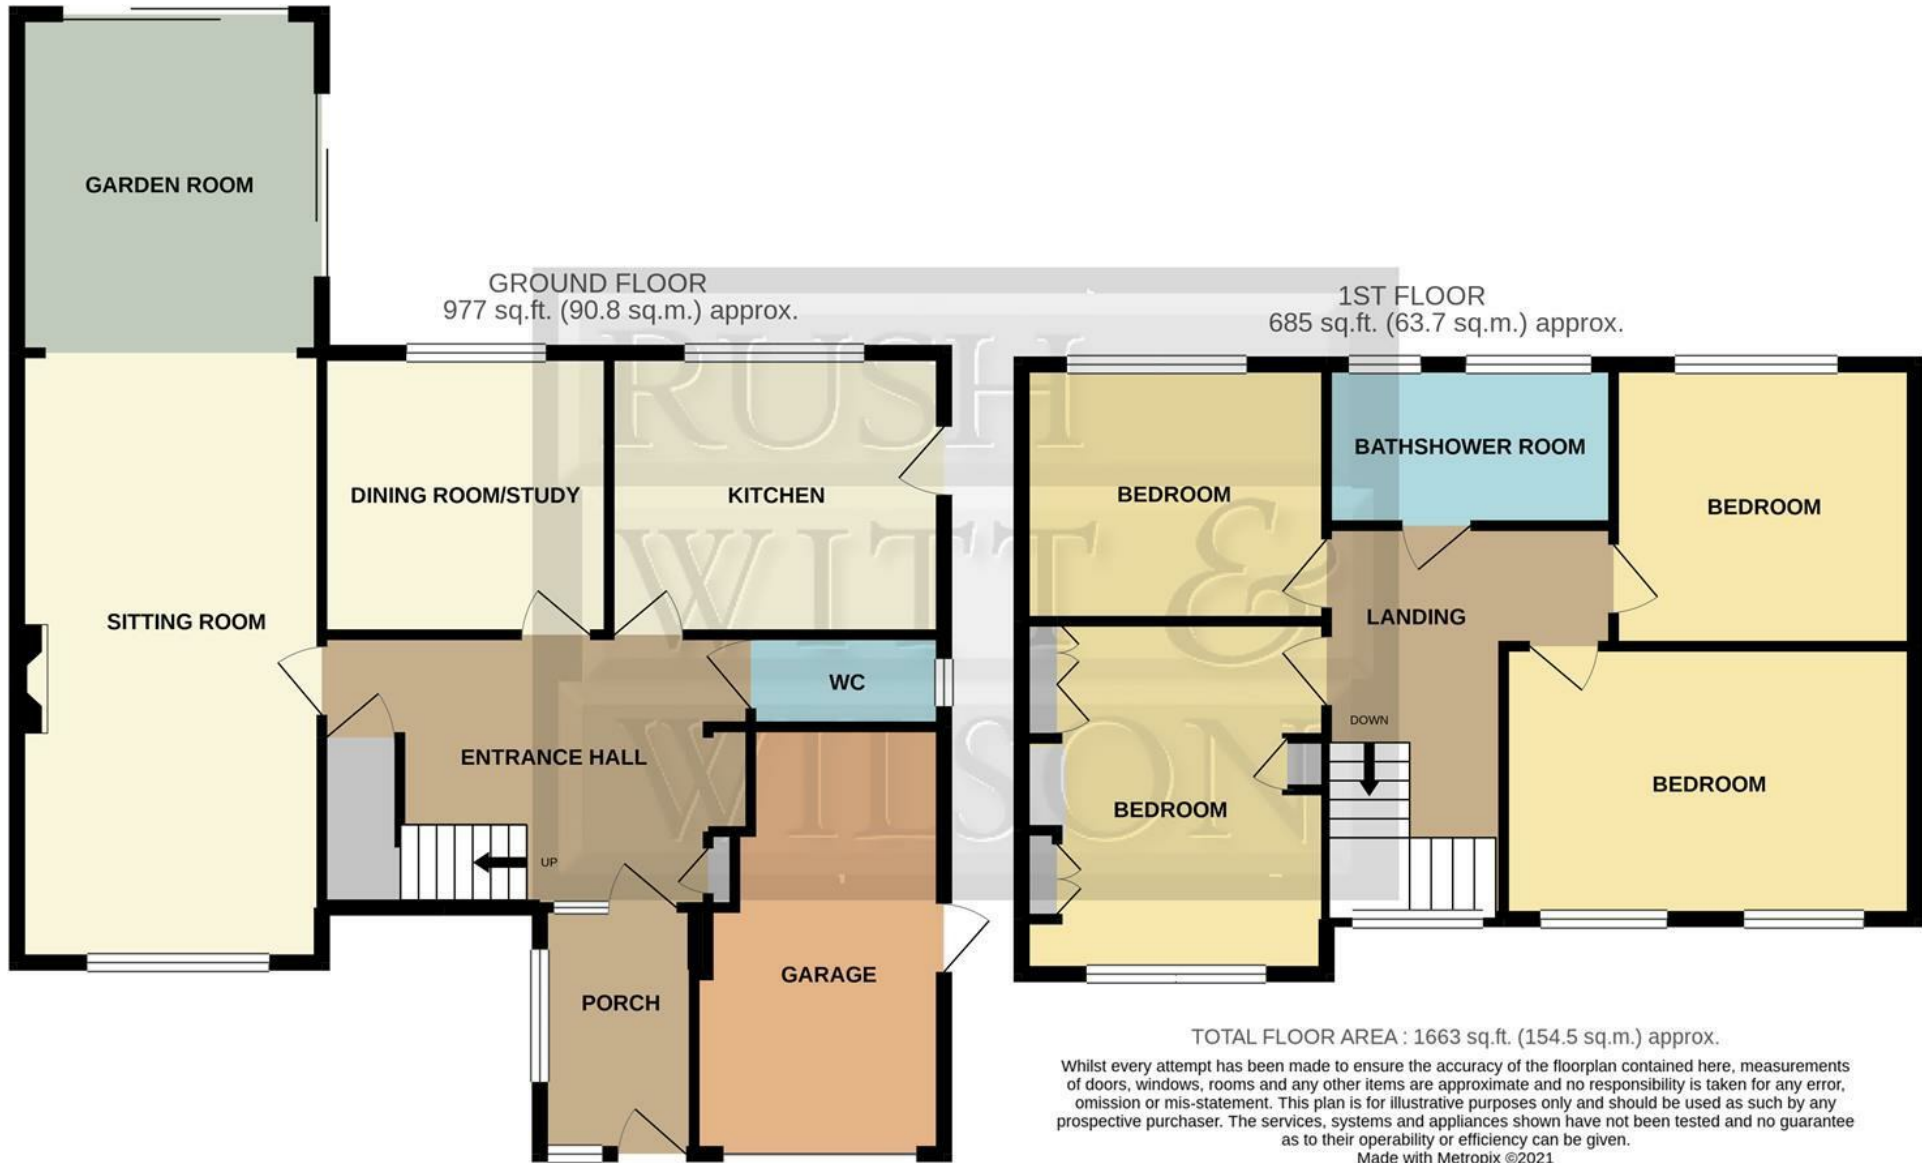 GARDEN ROOM
GROUND FLOOR
977 sq.ft. (90.8 sq.m.) approx.
DINING ROOM/STUDY
KITCHEN
SITTING ROOM
WC
ENTRANCE HALL
UP
GARAGE
PORCH
1ST FLOOR
685 sq.ft. (63.7 sq.m.) approx.
BATHSHOWER ROOM
BEDROOM
BEDROOM
LANDING
DOWN
BEDROOM
BEDROOM
RUSH
WITT &
WILSON
TOTAL FLOOR AREA : 1663 sq.ft. (154.5 sq.m.) approx.
Whilst every attempt has been made to ensure the accuracy of the floorplan contained here, measurements
of doors, windows, rooms and any other items are approximate and no responsibility is taken for any error,
omission or mis-statement. This plan is for illustrative purposes only and should be used as such by any
prospective purchaser. The services, systems and appliances shown have not been tested and no guarantee
as to their operability or efficiency can be given.
Made with Metropix ©2021